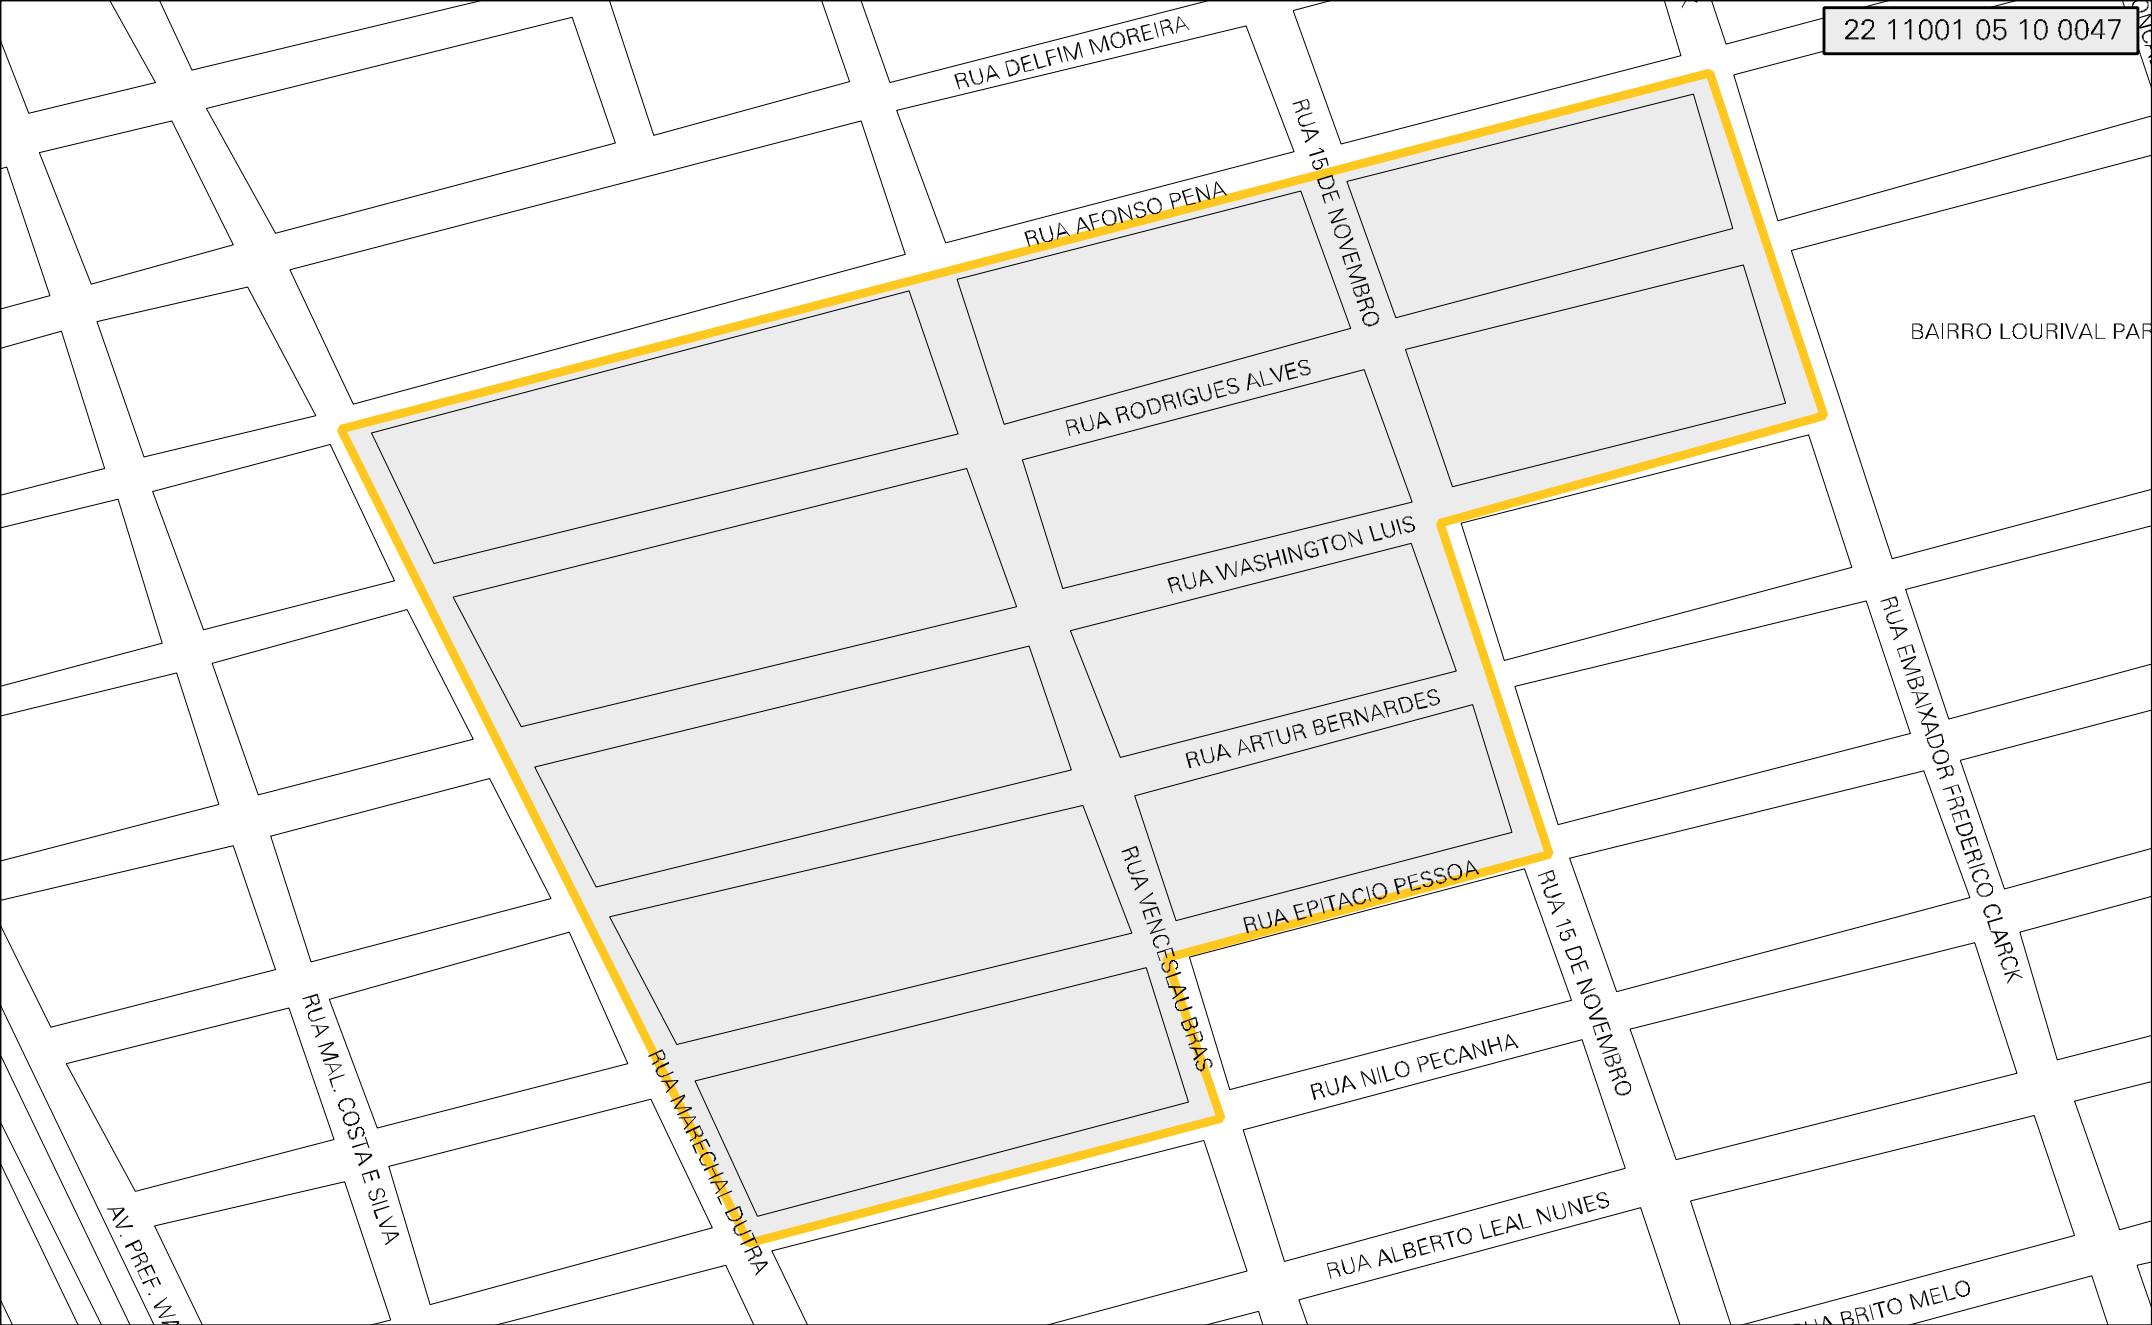 22 11001 05 10 0047
RUA DELFIM MOREIRA
RUA 15 DE NOVEMBRO
RUA AFONSO PENA
BAIRRO LOURIVAL PAR
RUA RODRIGUES ALVES
RUA WASHINGTON LUIS
RUA EMBAIXADOR FREDERICO CLARCK
RUA ARTUR BERNARDES
RUA VENCESLAU BRAS
RUA EPITACIO PESSOA
RUA 15 DE NOVEMBRO
RUA MAL. COSTA E SILVA
RUA NILO PECANHA
RUA MARECHAL DUTRA
RUA ALBERTO LEAL NUNES
AV. PREF. WA
RUA BRITO MELO